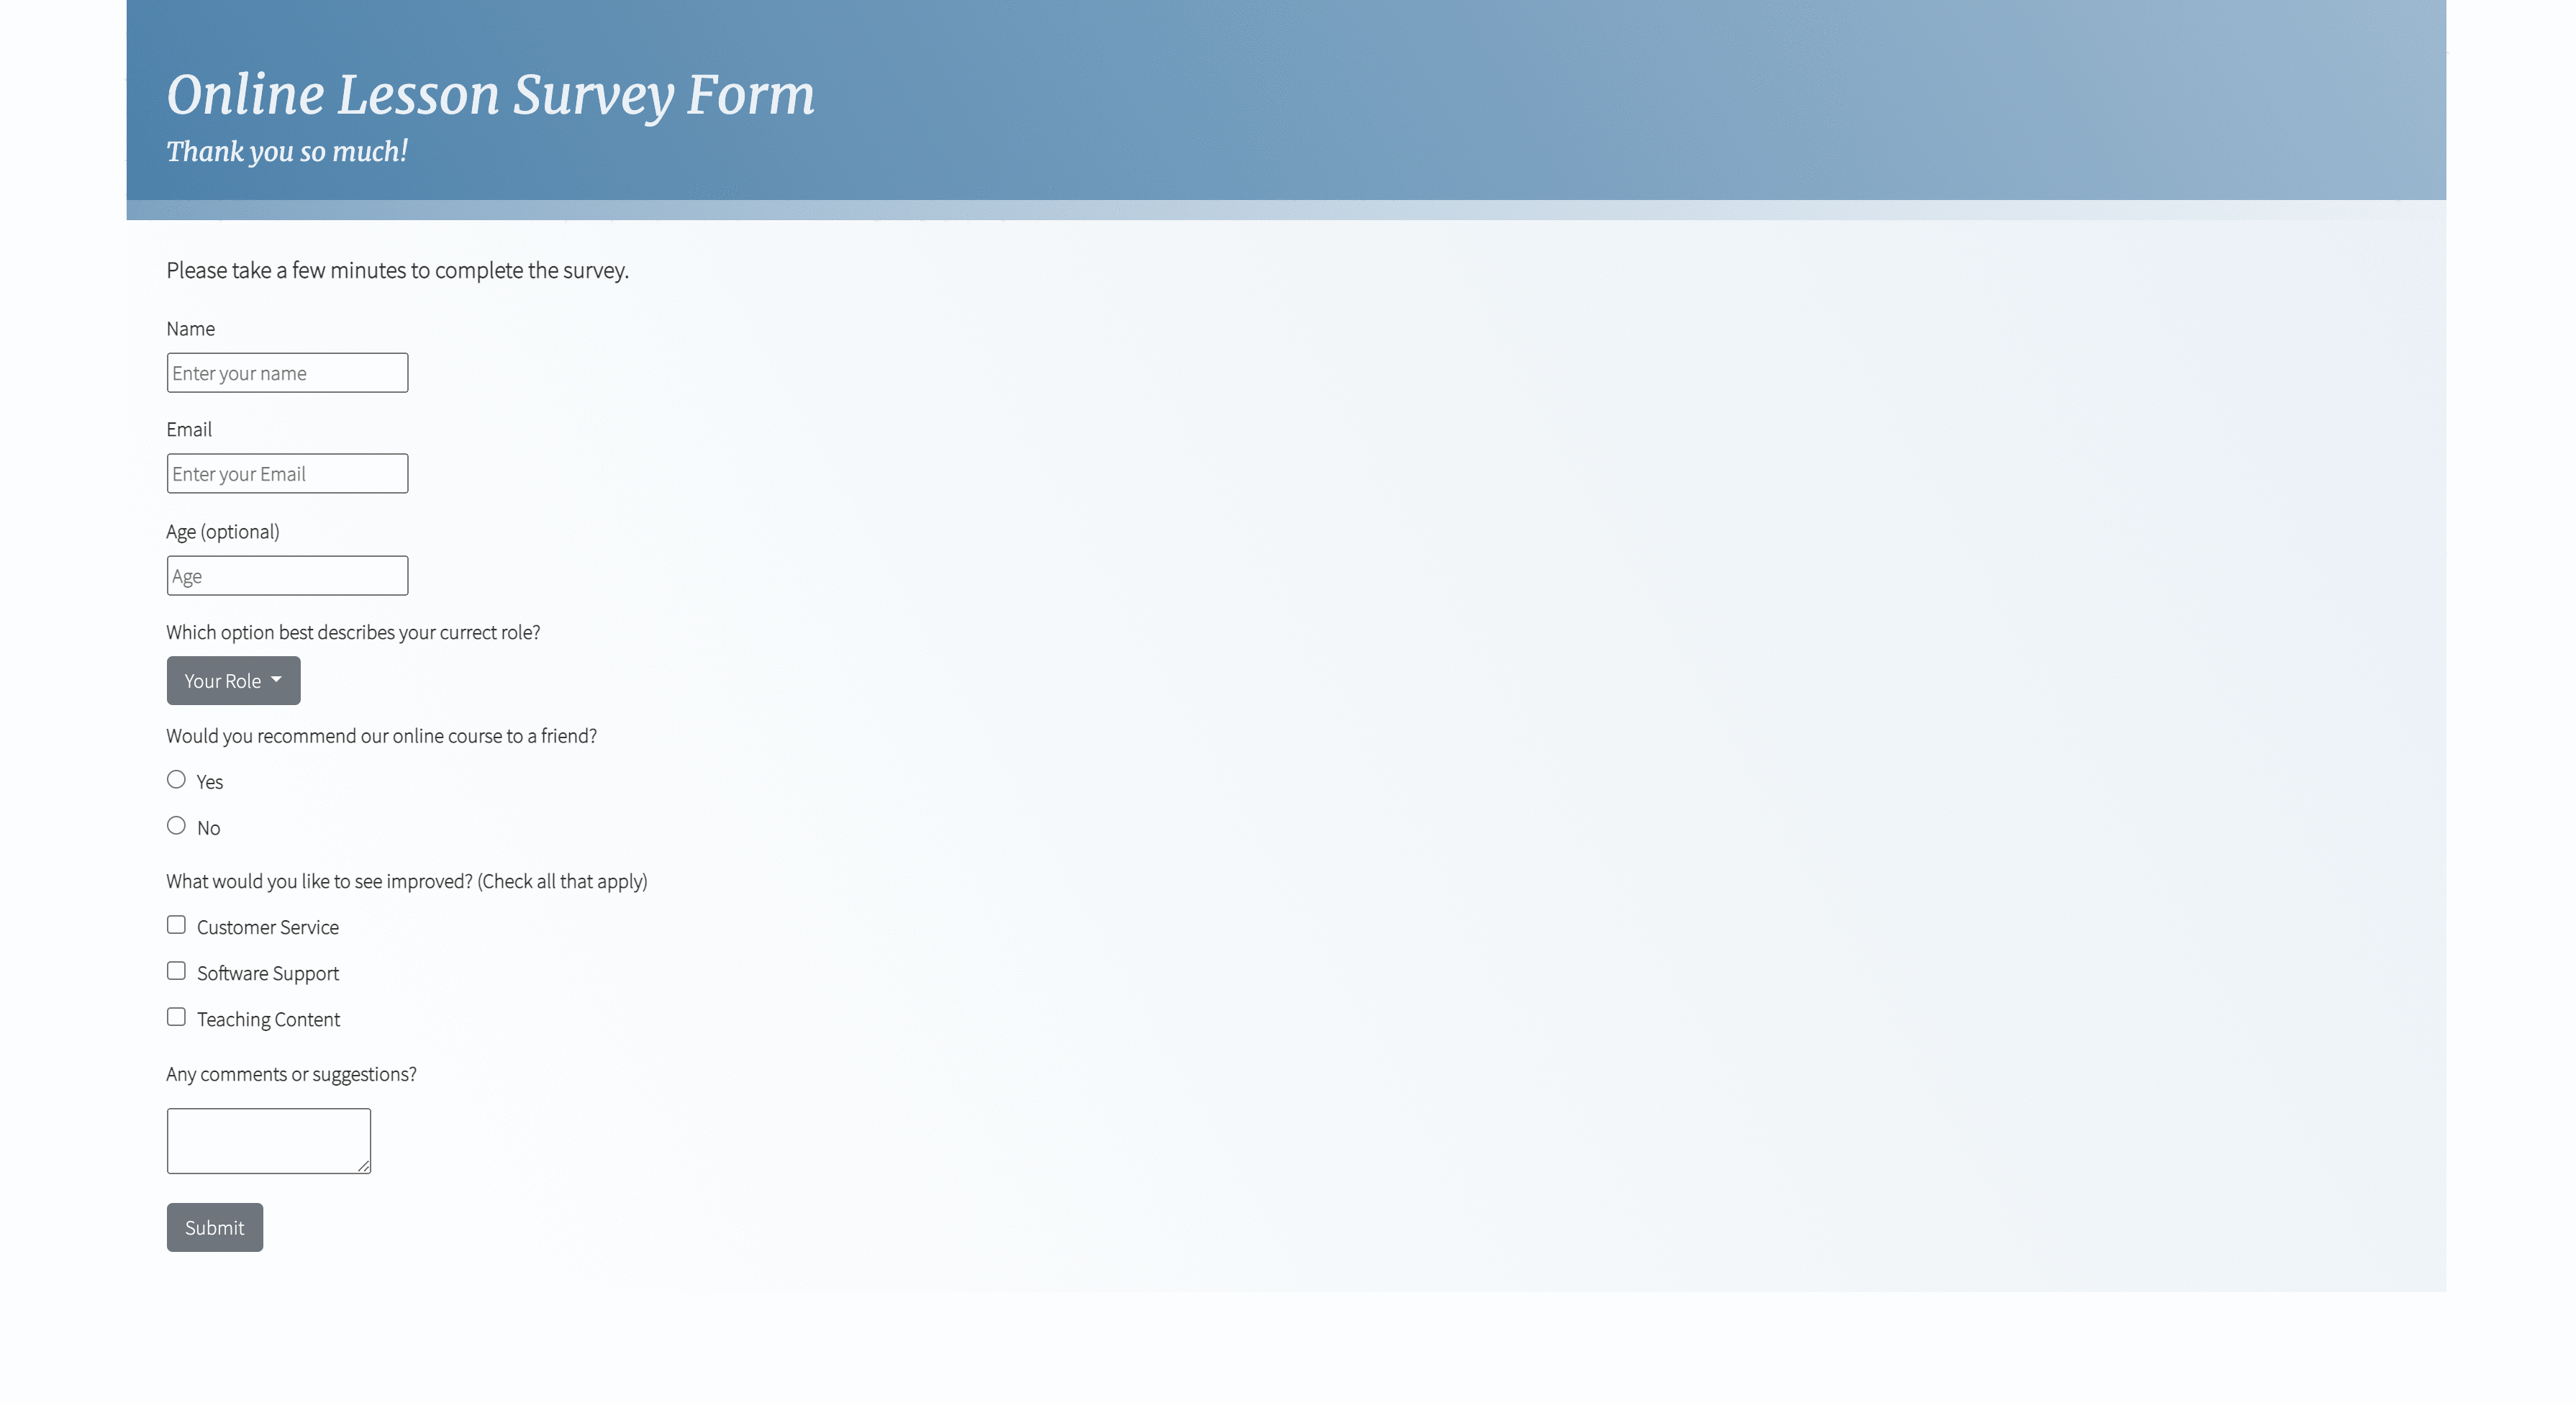 Online Lesson Survey Form
Thank you so much!
Please take a few minutes to complete the survey.
Name
Enter your name
Email
Enter your Email
Age (optional)
Age
Which option best describes your currect role?
Your Role
Would you recommend our online course to a friend?
Yes
No
What would you like to see improved? (Check all that apply)
Customer Service
Software Support
Teaching Content
Any comments or suggestions?
Submit